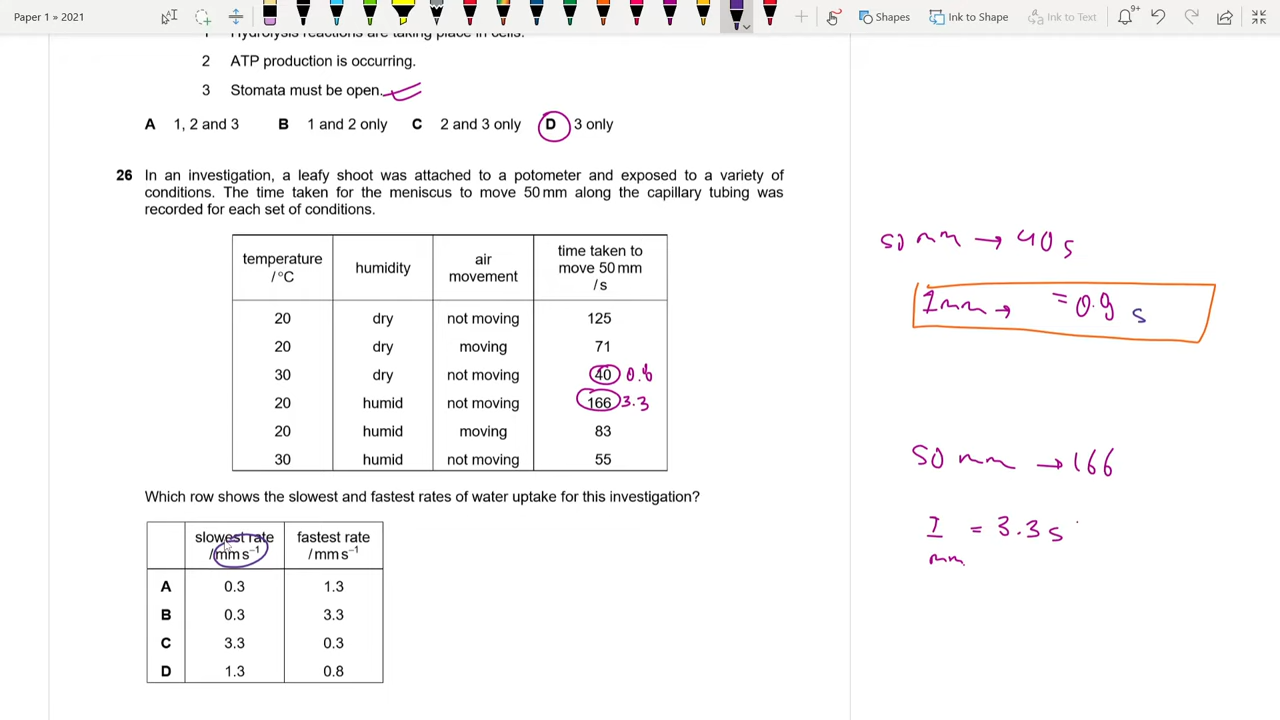 Paper 1 » 2021
Shapes
Ink to Shape
Ink to Text
9+
1 Hydrolysis reactions are taking place in cells.
2 ATP production is occurring.
3 Stomata must be open.
A 1, 2 and 3 B 1 and 2 only C 2 and 3 only D 3 only
26 In an investigation, a leafy shoot was attached to a potometer and exposed to a variety of
conditions. The time taken for the meniscus to move 50 mm along the capillary tubing was
recorded for each set of conditions.
temperature /°C humidity air movement time taken to move 50 mm /s
20 dry not moving 125
20 dry moving 71
30 dry not moving 40 0.8
20 humid not moving 166 3.3
20 humid moving 83
30 humid not moving 55
Which row shows the slowest and fastest rates of water uptake for this investigation?
slowest rate /mm s⁻¹ fastest rate /mm s⁻¹
A 0.3 1.3
B 0.3 3.3
C 3.3 0.3
D 1.3 0.8
50 mm → 40 s
1mm → = 0.8 s
50 mm → 166
1 = 3.3 s
mm